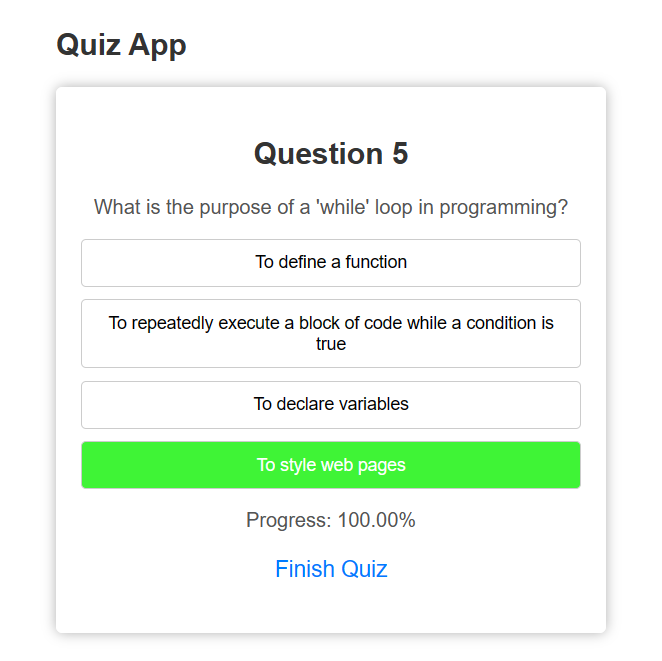 Quiz App
Question 5
What is the purpose of a 'while' loop in programming?
To define a function
To repeatedly execute a block of code while a condition is
true
To declare variables
To style web pages
Progress: 100.00%
Finish Quiz